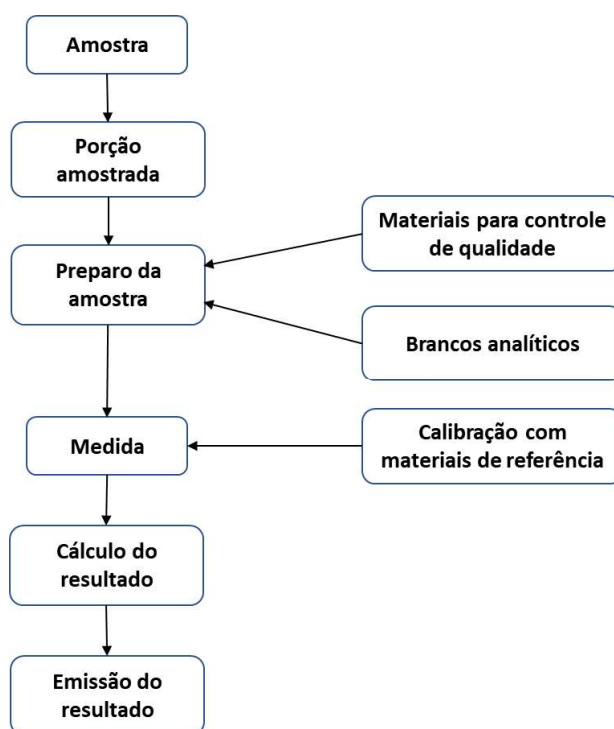 Amostra
Porção
amostrada
Materiais para controle
de qualidade
Preparo da
amostra
Brancos analíticos
Medida
Calibração com
materiais de referência
Cálculo do
resultado
Emissão do
resultado